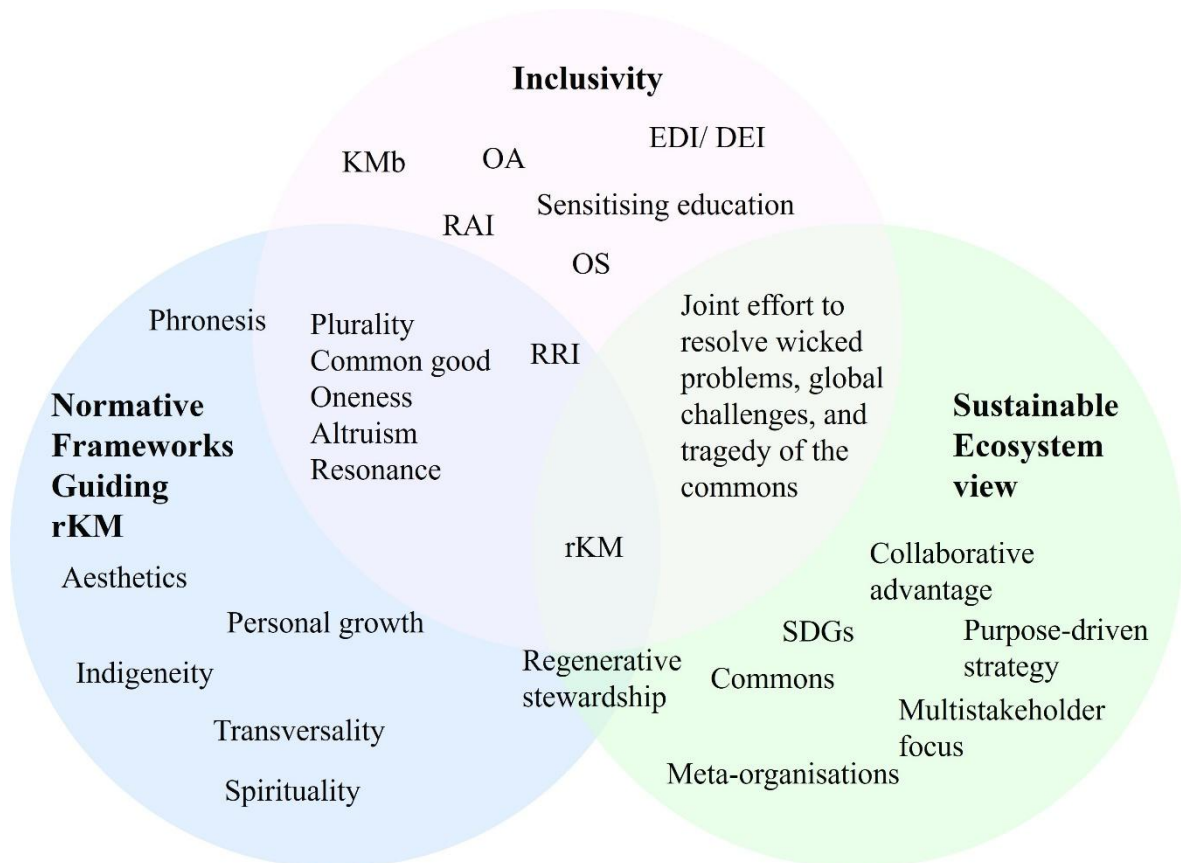 Inclusivity
EDI/ DEI
KMb
OA
Sensitising education
RAI
OS
Phronesis
Plurality
Common good
Oneness
Altruism
Resonance
RRI
Joint effort to
resolve wicked
problems, global
challenges, and
tragedy of the
commons
Normative
Frameworks
Guiding
rKM
Sustainable
Ecosystem
view
rKM
Aesthetics
Personal growth
Indigeneity
Transversality
Spirituality
Regenerative
stewardship
Collaborative
advantage
SDGs
Purpose-driven
strategy
Commons
Multistakeholder
focus
Meta-organisations